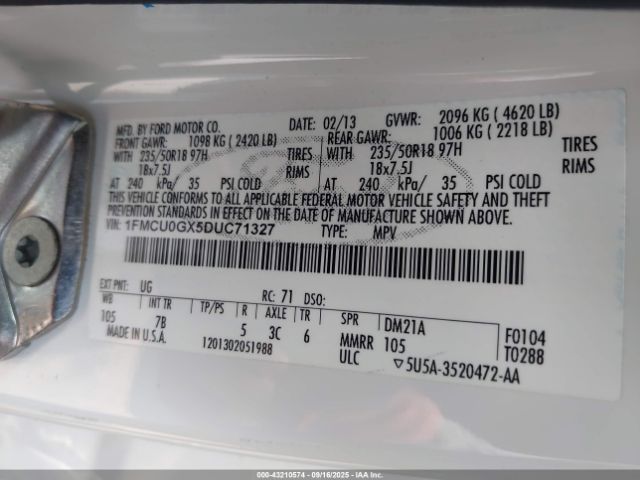 MFD. BY FORD MOTOR CO. DATE: 02/13 GVWR: 2096 KG ( 4620 LB)
FRONT GAWR: 1098 KG ( 2420 LB) REAR GAWR: 1006 KG ( 2218 LB)
WITH 235/50R18 97H TIRES WITH 235/50R18 97H TIRES
18x7.5J RIMS 18x7.5J RIMS
AT 240 kPa/ 35 PSI COLD AT 240 kPa/ 35 PSI COLD
THIS VEHICLE CONFORMS TO ALL APPLICABLE FEDERAL MOTOR VEHICLE SAFETY AND THEFT
PREVENTION STANDARDS IN EFFECT ON THE DATE OF MANUFACTURE SHOWN ABOVE.
VIN: 1FMCU0GX5DUC71327 TYPE: MPV
EXT PNT: UG RC: 71 DSO:
WB INT TR TP/PS R AXLE TR SPR DM21A F0104
105 7B 5 3C 6 MMRR 105 T0288
MADE IN U.S.A. 1201302051988 ULC ▽5U5A-3520472-AA
000-43210574 - 09/16/2025 - IAAI.COM